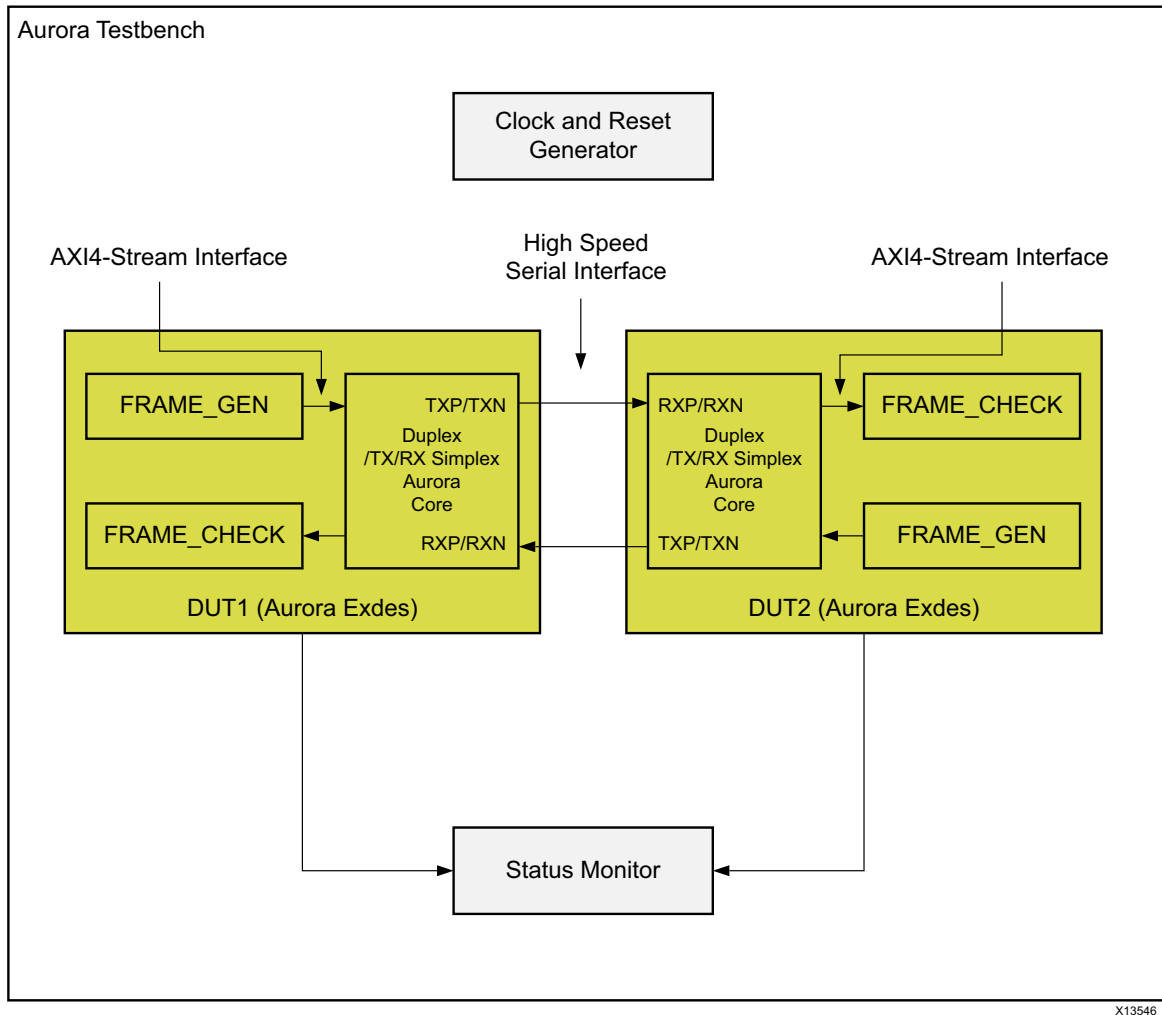 Aurora Testbench
Clock and Reset
Generator
AXI4-Stream Interface
High Speed
Serial Interface
AXI4-Stream Interface
FRAME_GEN
TXP/TXN
Duplex
/TX/RX Simplex
Aurora
Core
RXP/RXN
FRAME_CHECK
DUT1 (Aurora Exdes)
RXP/RXN
Duplex
/TX/RX Simplex
Aurora
Core
TXP/TXN
FRAME_CHECK
FRAME_GEN
DUT2 (Aurora Exdes)
Status Monitor
X13546